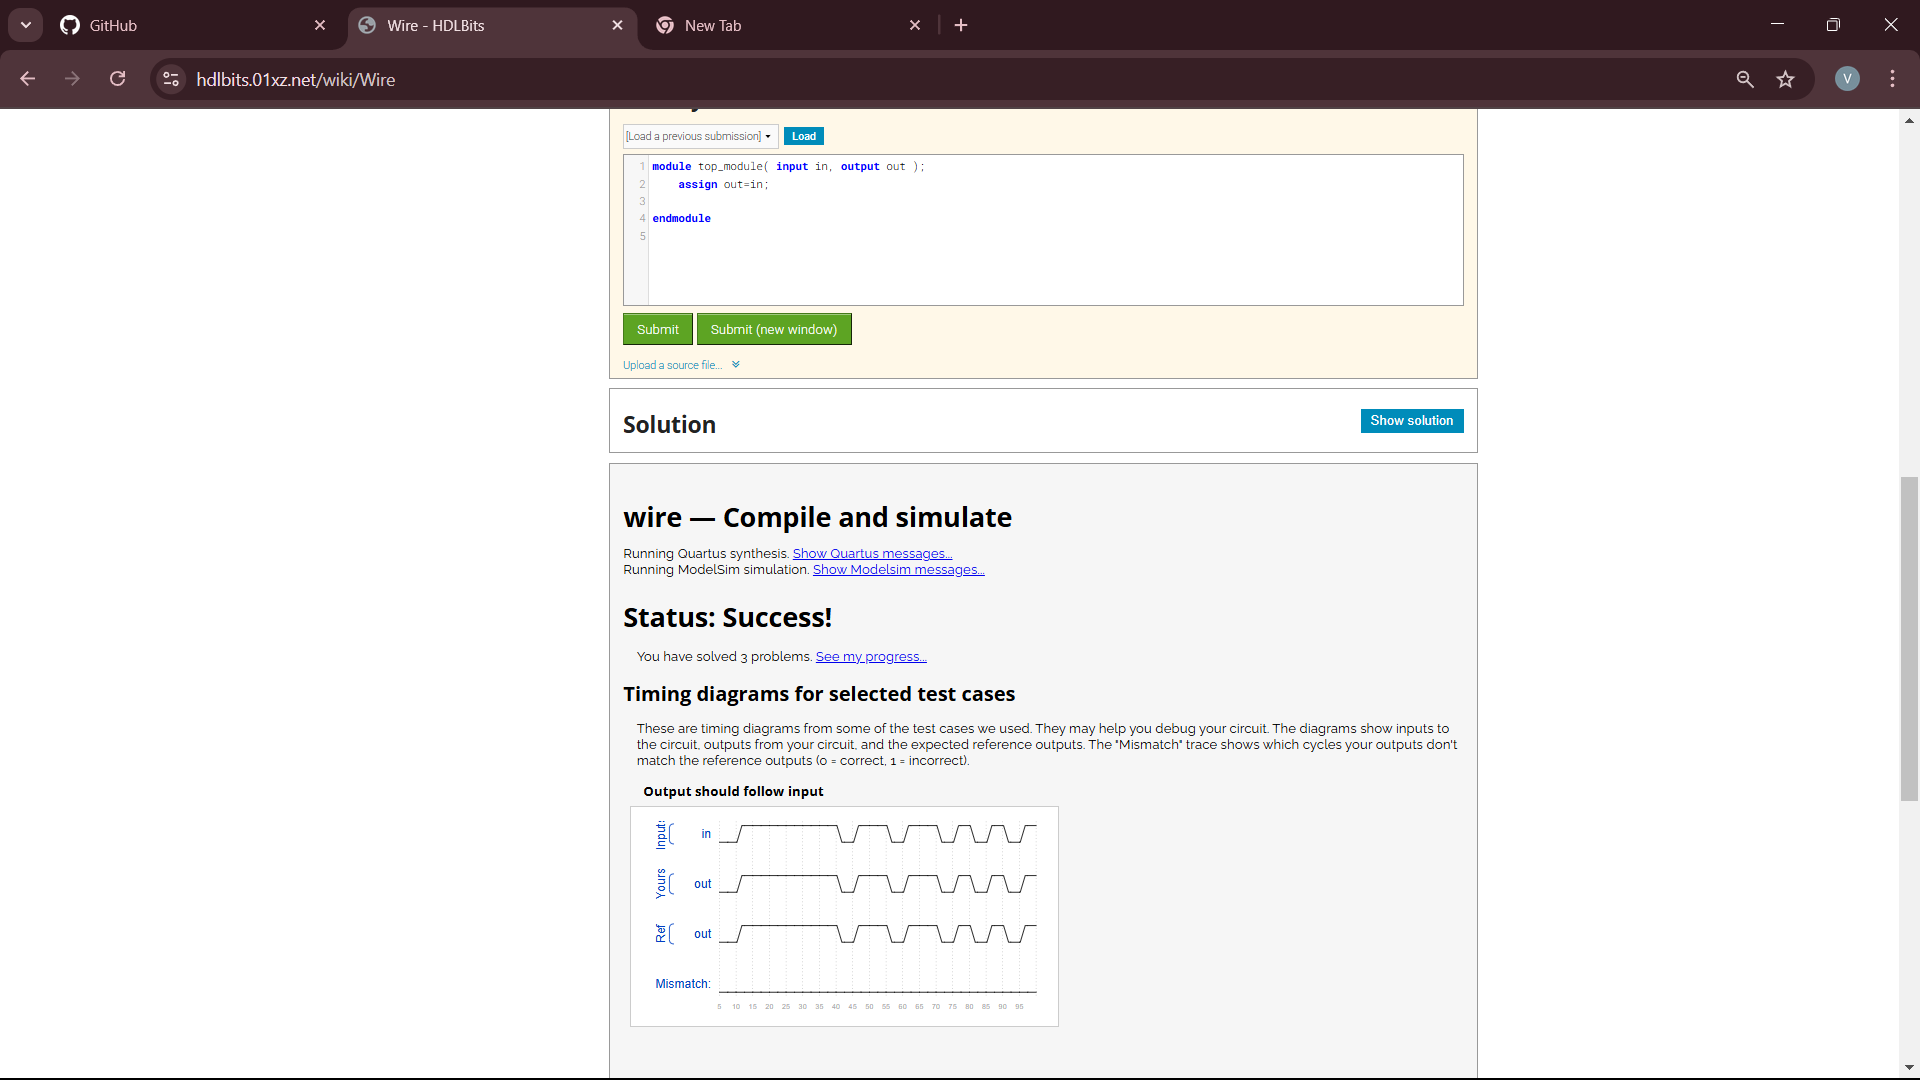 GitHub
Wire - HDLBits
New Tab
hdlbits.01xz.net/wiki/Wire
V
[Load a previous submission]
Load
1 module top_module( input in, output out );
2 assign out=in;
3
4 endmodule
5
Submit
Submit (new window)
Upload a source file...
Solution
Show solution
wire — Compile and simulate
Running Quartus synthesis. Show Quartus messages...
Running ModelSim simulation. Show Modelsim messages...
Status: Success!
You have solved 3 problems. See my progress...
Timing diagrams for selected test cases
These are timing diagrams from some of the test cases we used. They may help you debug your circuit. The diagrams show inputs to
the circuit, outputs from your circuit, and the expected reference outputs. The "Mismatch" trace shows which cycles your outputs don't
match the reference outputs (0 = correct, 1 = incorrect).
Output should follow input
Inputs in
Yours out
Ref out
Mismatch:
5 10 15 20 25 30 35 40 45 50 55 60 65 70 75 80 85 90 95